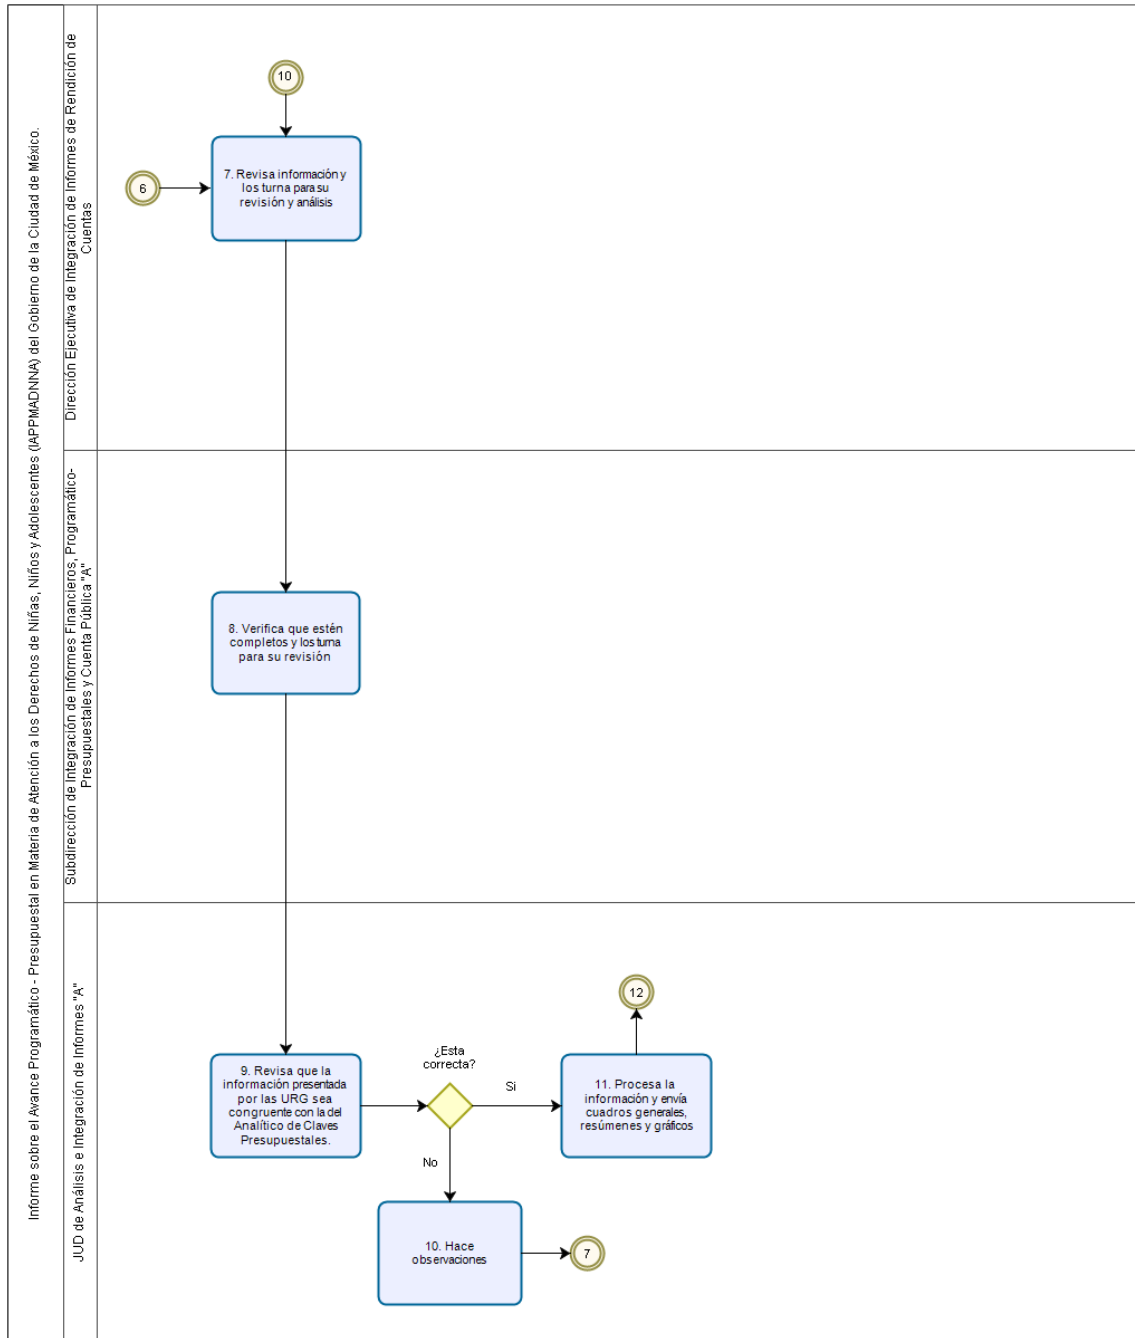 Informe sobre el Avance Programático - Presupuestal en Materia de Atención a los Derechos de Niñas, Niños y Adolescentes (IAPPMADNNA) del Gobierno de la Ciudad de México.
Dirección Ejecutiva de Integración de Informes de Rendición de
Cuentas
10
6
7. Revisa información y
los turna para su
revisión y análisis
Subdirección de Integración de Informes Financieros, Programático-
Presupuestales y Cuenta Pública "A"
8. Verifica que estén
completos y los turna
para su revisión
JUD de Análisis e Integración de Informes "A"
9. Revisa que la
información presentada
por las URG sea
congruente con la del
Analítico de Claves
Presupuestales.
¿Esta
correcta?
Si
No
12
11. Procesa la
información y envía
cuadros generales,
resúmenes y gráficos
10. Hace
observaciones
7